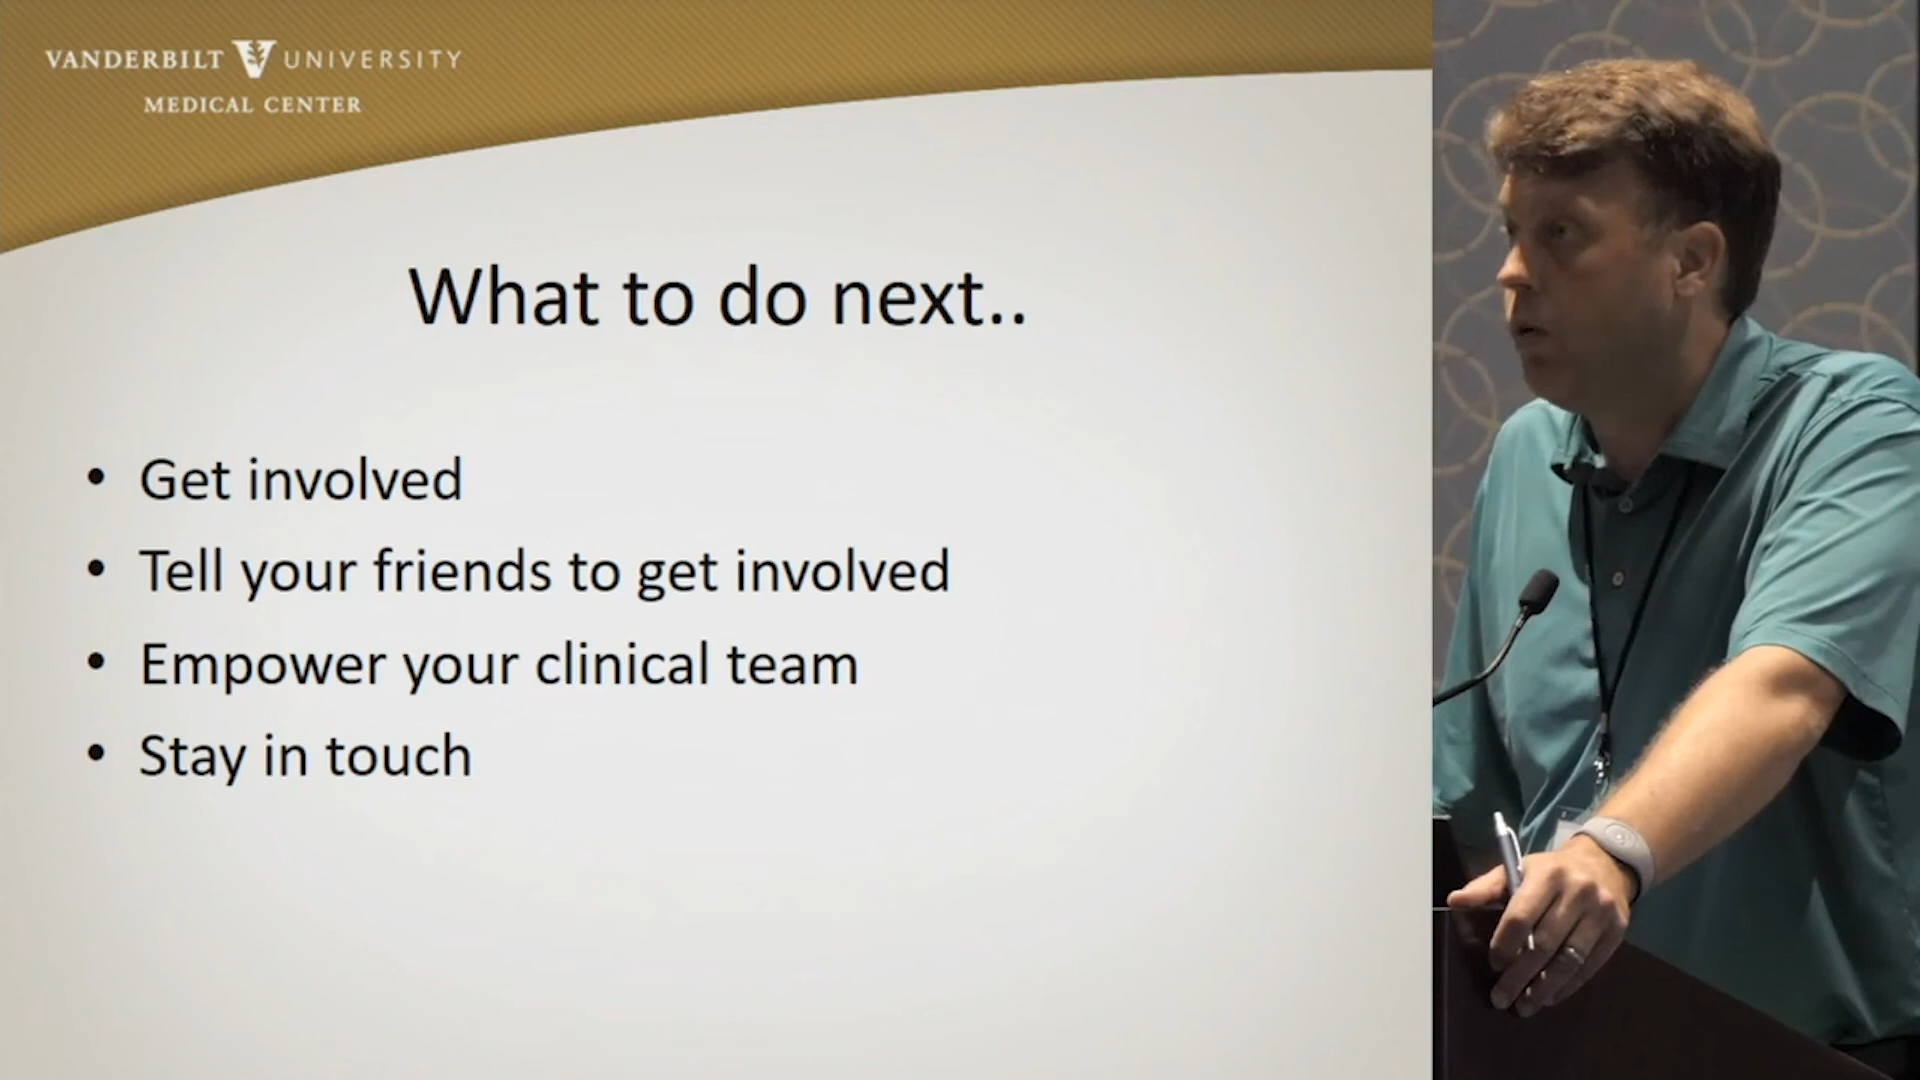 VANDERBILT V UNIVERSITY
MEDICAL CENTER
What to do next..
• Get involved
• Tell your friends to get involved
• Empower your clinical team
• Stay in touch